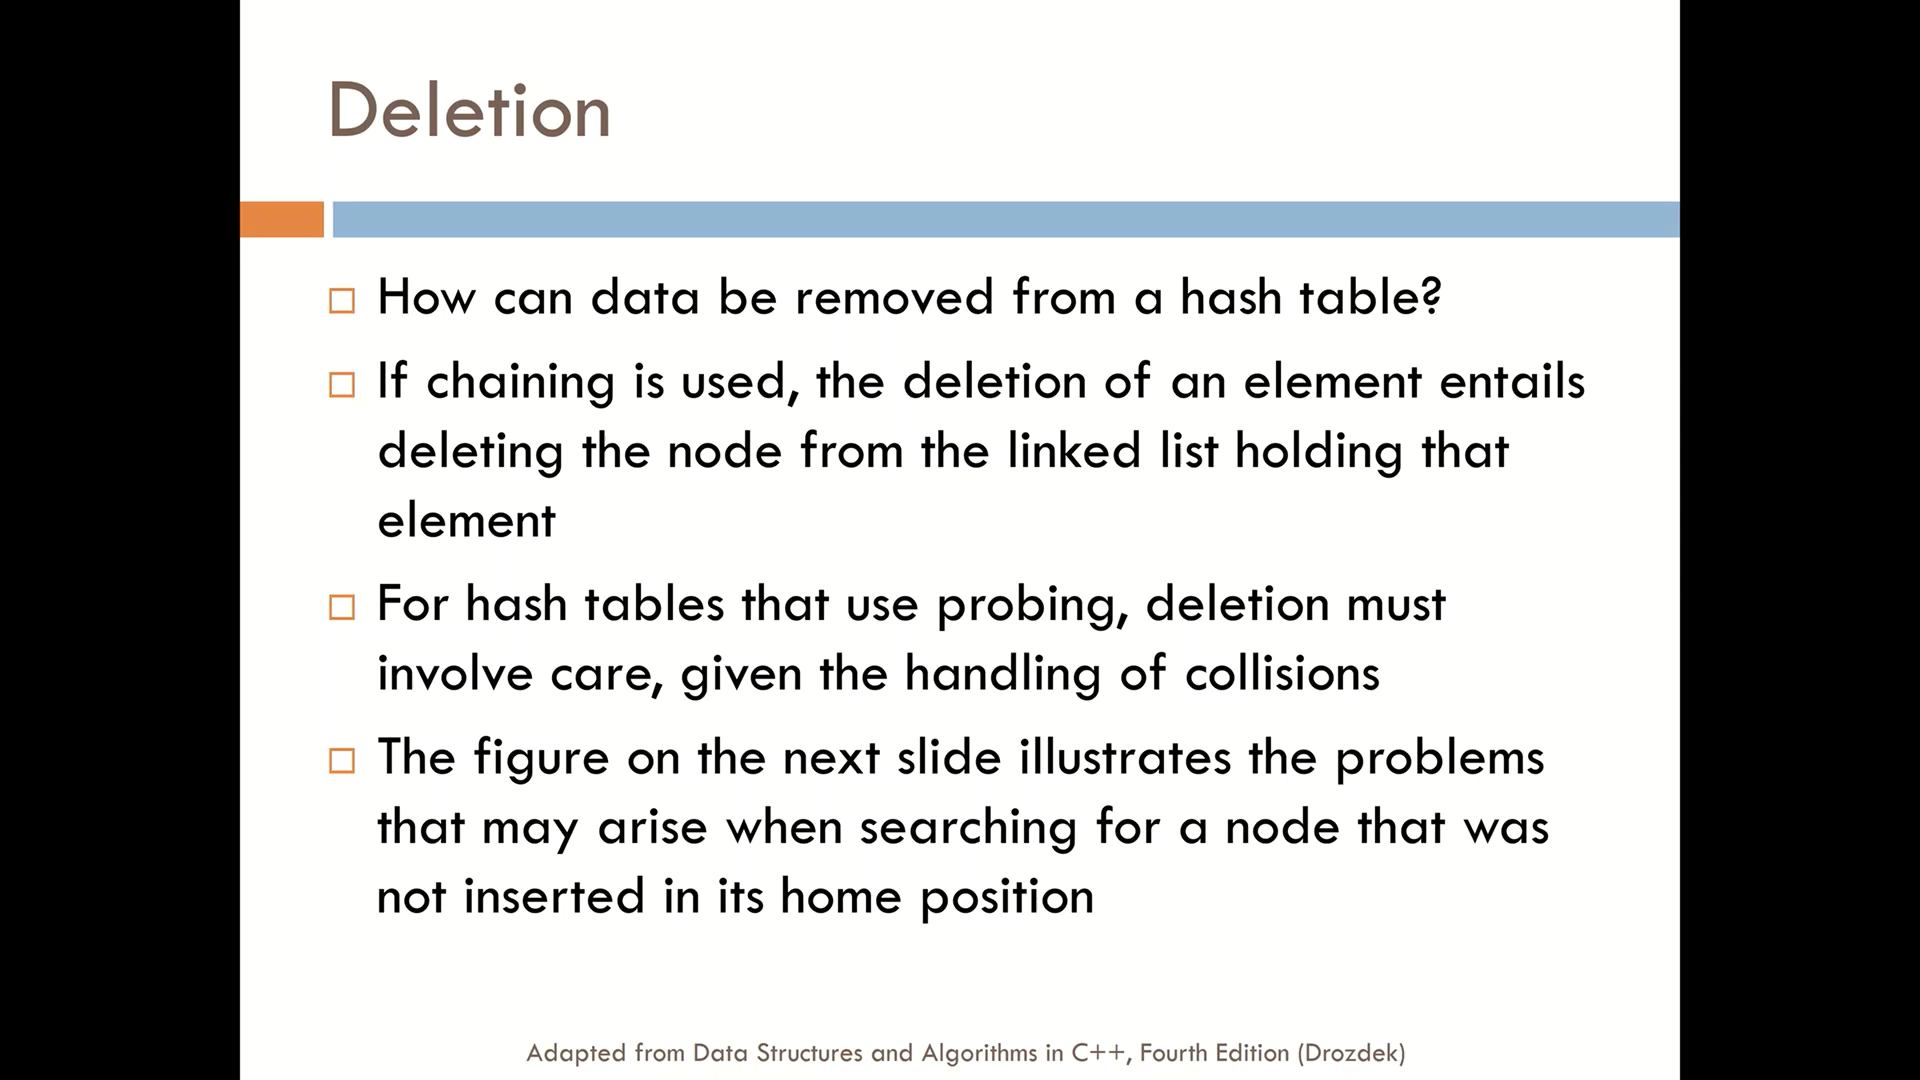 Deletion
How can data be removed from a hash table?
If chaining is used, the deletion of an element entails
deleting the node from the linked list holding that
element
For hash tables that use probing, deletion must
involve care, given the handling of collisions
The figure on the next slide illustrates the problems
that may arise when searching for a node that was
not inserted in its home position
Adapted from Data Structures and Algorithms in C++, Fourth Edition (Drozdek)